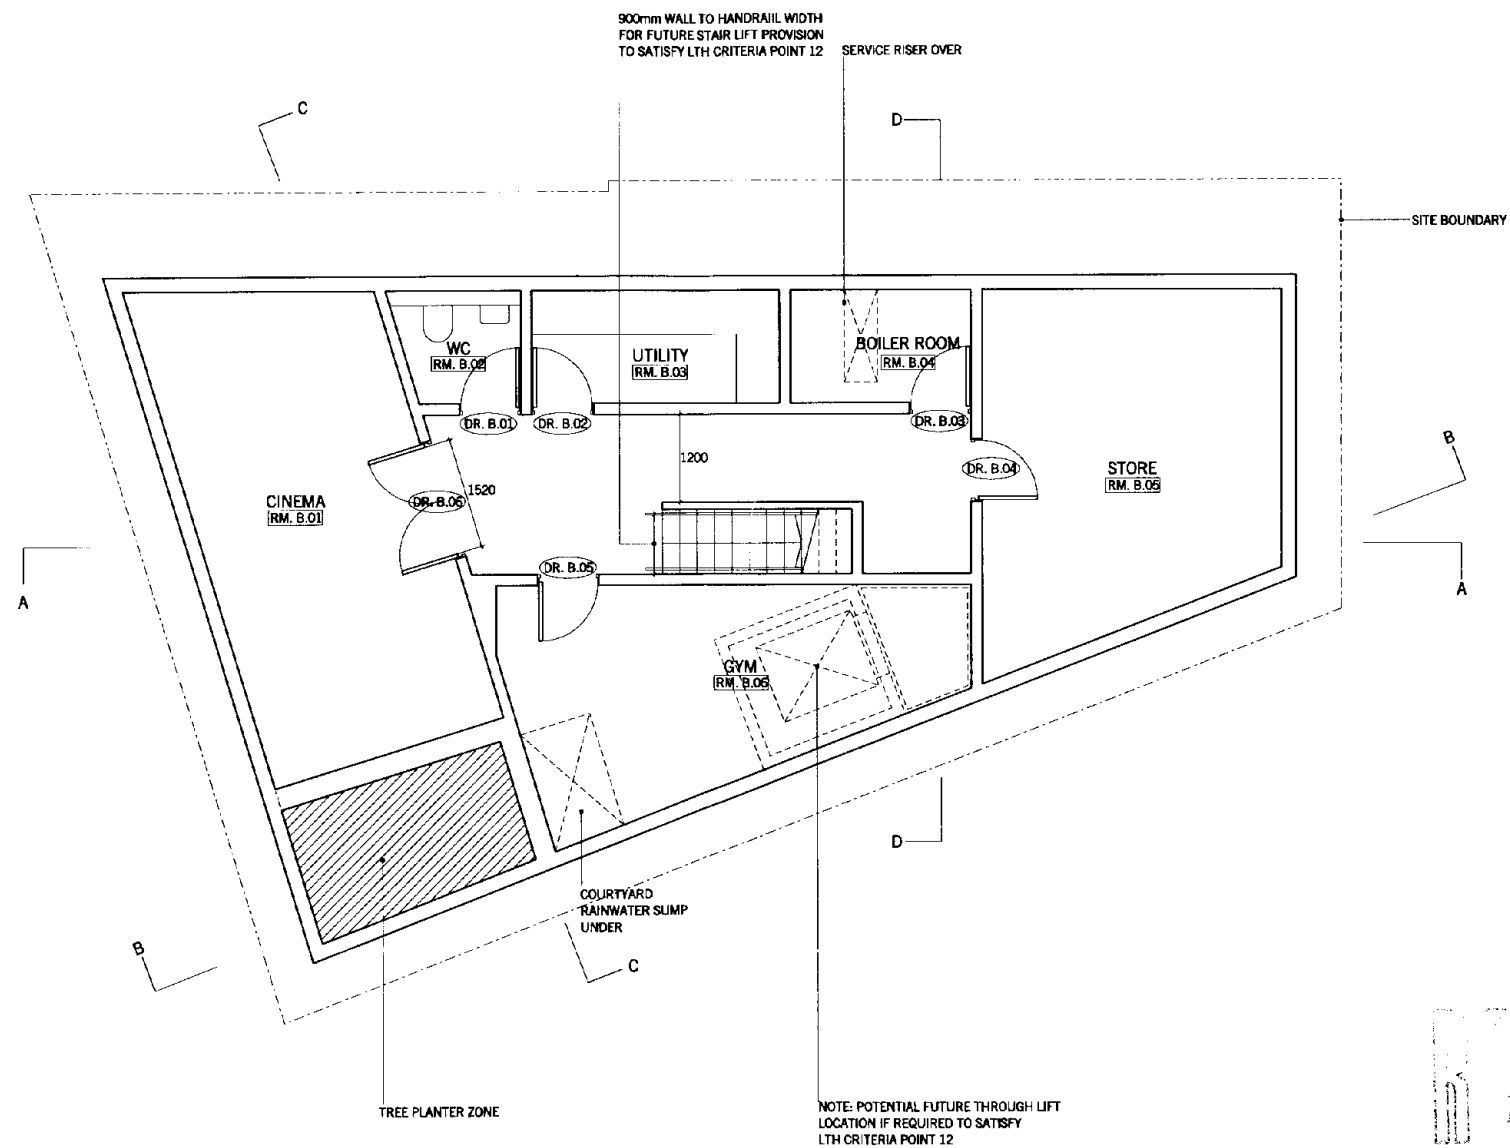 900mm WALL TO HANDRAIL WIDTH
FOR FUTURE STAIR LIFT PROVISION
TO SATISFY LTH CRITERIA POINT 12
SERVICE RISER OVER
C
D
SITE BOUNDARY
WC
RM. B.02
UTILITY
RM. B.03
BOILER ROOM
RM. B.04
DR. B.01
DR. B.02
DR. B.03
B
1200
DR. B.04
STORE
RM. B.05
CINEMA
RM. B.01
DR. B.06
1520
DR. B.05
A
A
GYM
RM. B.06
D
COURTYARD
RAINWATER SUMP
UNDER
B
C
TREE PLANTER ZONE
NOTE: POTENTIAL FUTURE THROUGH LIFT
LOCATION IF REQUIRED TO SATISFY
LTH CRITERIA POINT 12